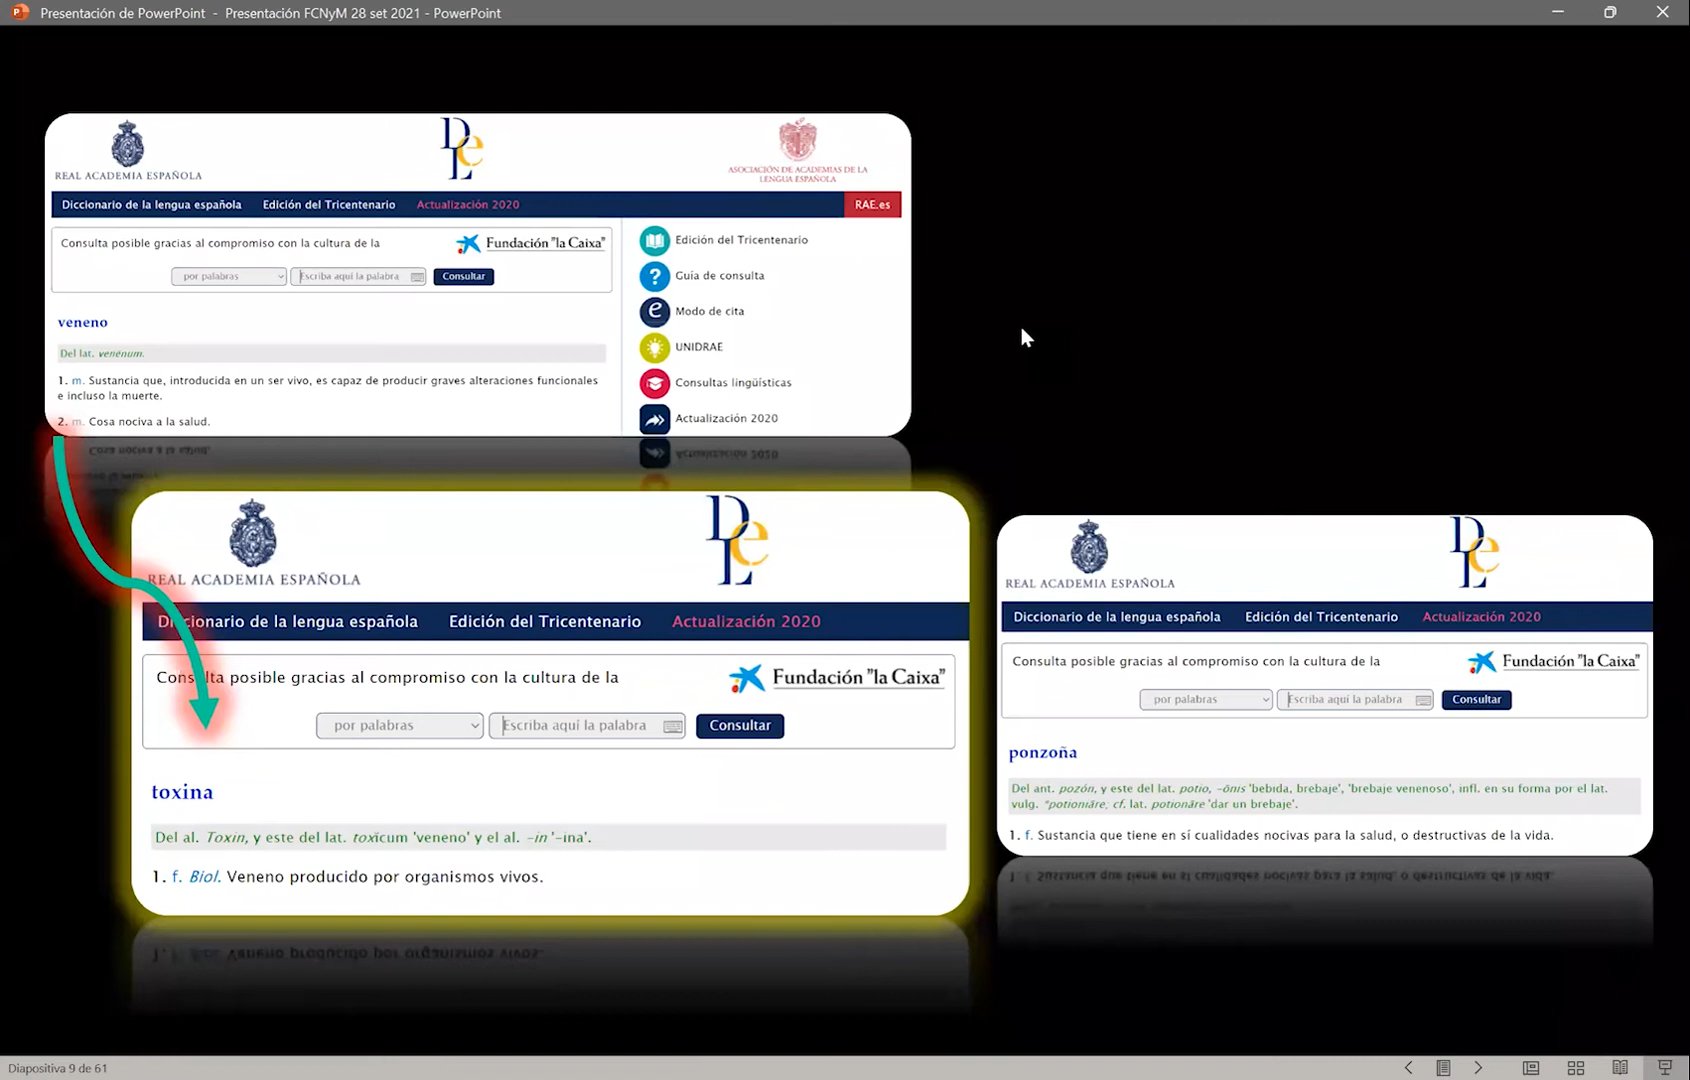 Presentación de PowerPoint - Presentación FCNyM 28 set 2021 - PowerPoint
REAL ACADEMIA ESPAÑOLA
DLe
ASOCIACIÓN DE ACADEMIAS DE LA
LENGUA ESPAÑOLA
Diccionario de la lengua española Edición del Tricentenario Actualización 2020 RAE.es
Consulta posible gracias al compromiso con la cultura de la Fundación "la Caixa"
por palabras Escriba aquí la palabra Consultar
veneno
Del lat. venēnum.
1. m. Sustancia que, introducida en un ser vivo, es capaz de producir graves alteraciones funcionales
e incluso la muerte.
2. m. Cosa nociva a la salud.
Edición del Tricentenario
? Guía de consulta
e Modo de cita
UNIDRAE
Consultas lingüísticas
Actualización 2020
REAL ACADEMIA ESPAÑOLA
DLe
Diccionario de la lengua española Edición del Tricentenario Actualización 2020
Consulta posible gracias al compromiso con la cultura de la Fundación "la Caixa"
por palabras Escriba aquí la palabra Consultar
toxina
Del al. Toxin, y este del lat. toxĭcum 'veneno' y el al. -in '-ina'.
1. f. Biol. Veneno producido por organismos vivos.
REAL ACADEMIA ESPAÑOLA
DLe
Diccionario de la lengua española Edición del Tricentenario Actualización 2020
Consulta posible gracias al compromiso con la cultura de la Fundación "la Caixa"
por palabras Escriba aquí la palabra Consultar
ponzoña
Del ant. pozón, y este del lat. potio, -ōnis 'bebida, brebaje', 'brebaje venenoso', infl. en su forma por el lat.
vulg. *potioniāre; cf. lat. potionāre 'dar un brebaje'.
1. f. Sustancia que tiene en sí cualidades nocivas para la salud, o destructivas de la vida.
Diapositiva 9 de 61